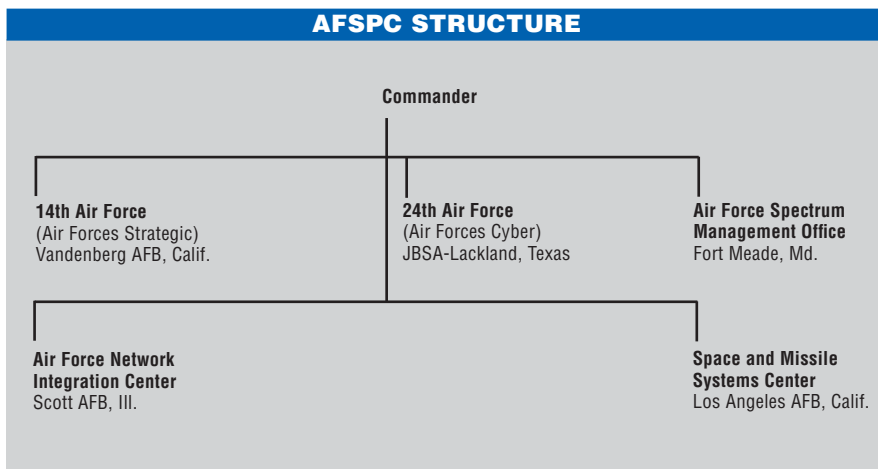 AFSPC STRUCTURE
Commander
14th Air Force
(Air Forces Strategic)
Vandenberg AFB, Calif.
24th Air Force
(Air Forces Cyber)
JBSA-Lackland, Texas
Air Force Spectrum
Management Office
Fort Meade, Md.
Air Force Network
Integration Center
Scott AFB, Ill.
Space and Missile
Systems Center
Los Angeles AFB, Calif.